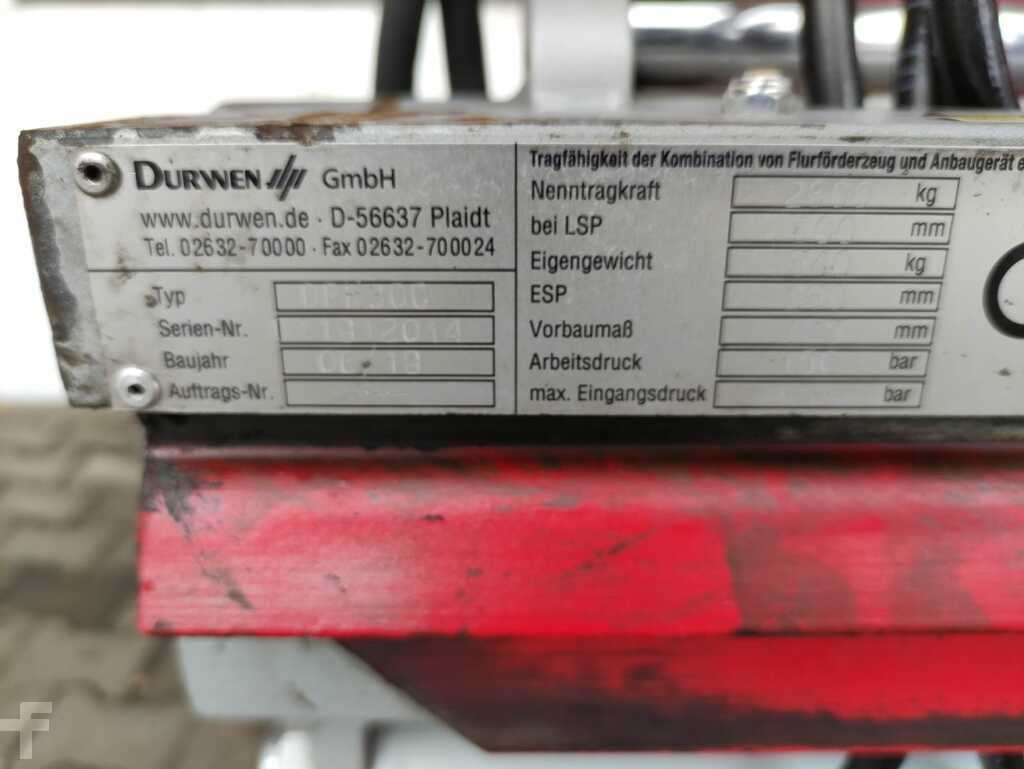 DURWEN GmbH
www.durwen.de · D-56637 Plaidt
Tel. 02632-70000 · Fax 02632-700024
Typ
Serien-Nr.
Baujahr 06/18
Auftrags-Nr.
Tragfähigkeit der Kombination von Flurförderzeug und Anbaugerät
Nenntragkraft kg
bei LSP mm
Eigengewicht kg
ESP mm
Vorbaumaß mm
Arbeitsdruck bar
max. Eingangsdruck bar